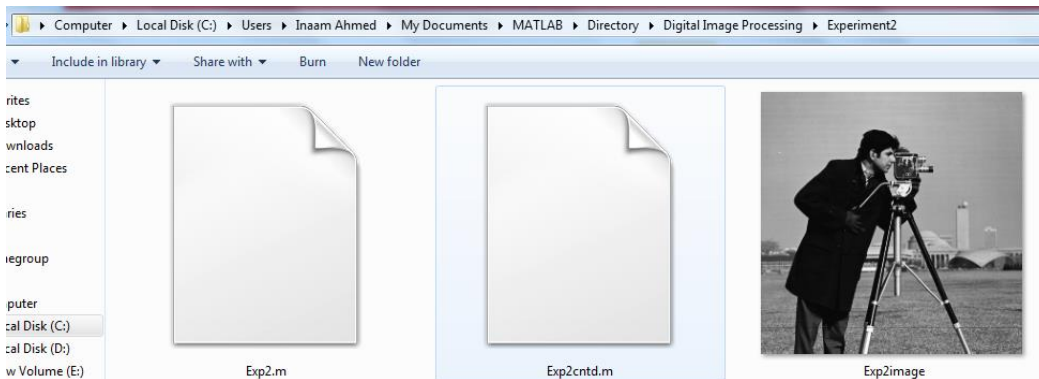 Computer Local Disk (C:) Users Inaam Ahmed My Documents MATLAB Directory Digital Image Processing Experiment2
Include in library Share with Burn New folder
rites
sktop
wnloads
cent Places
ries
negroup
puter
cal Disk (C:)
cal Disk (D:)
w Volume (E:)
Exp2.m Exp2cntd.m Exp2image